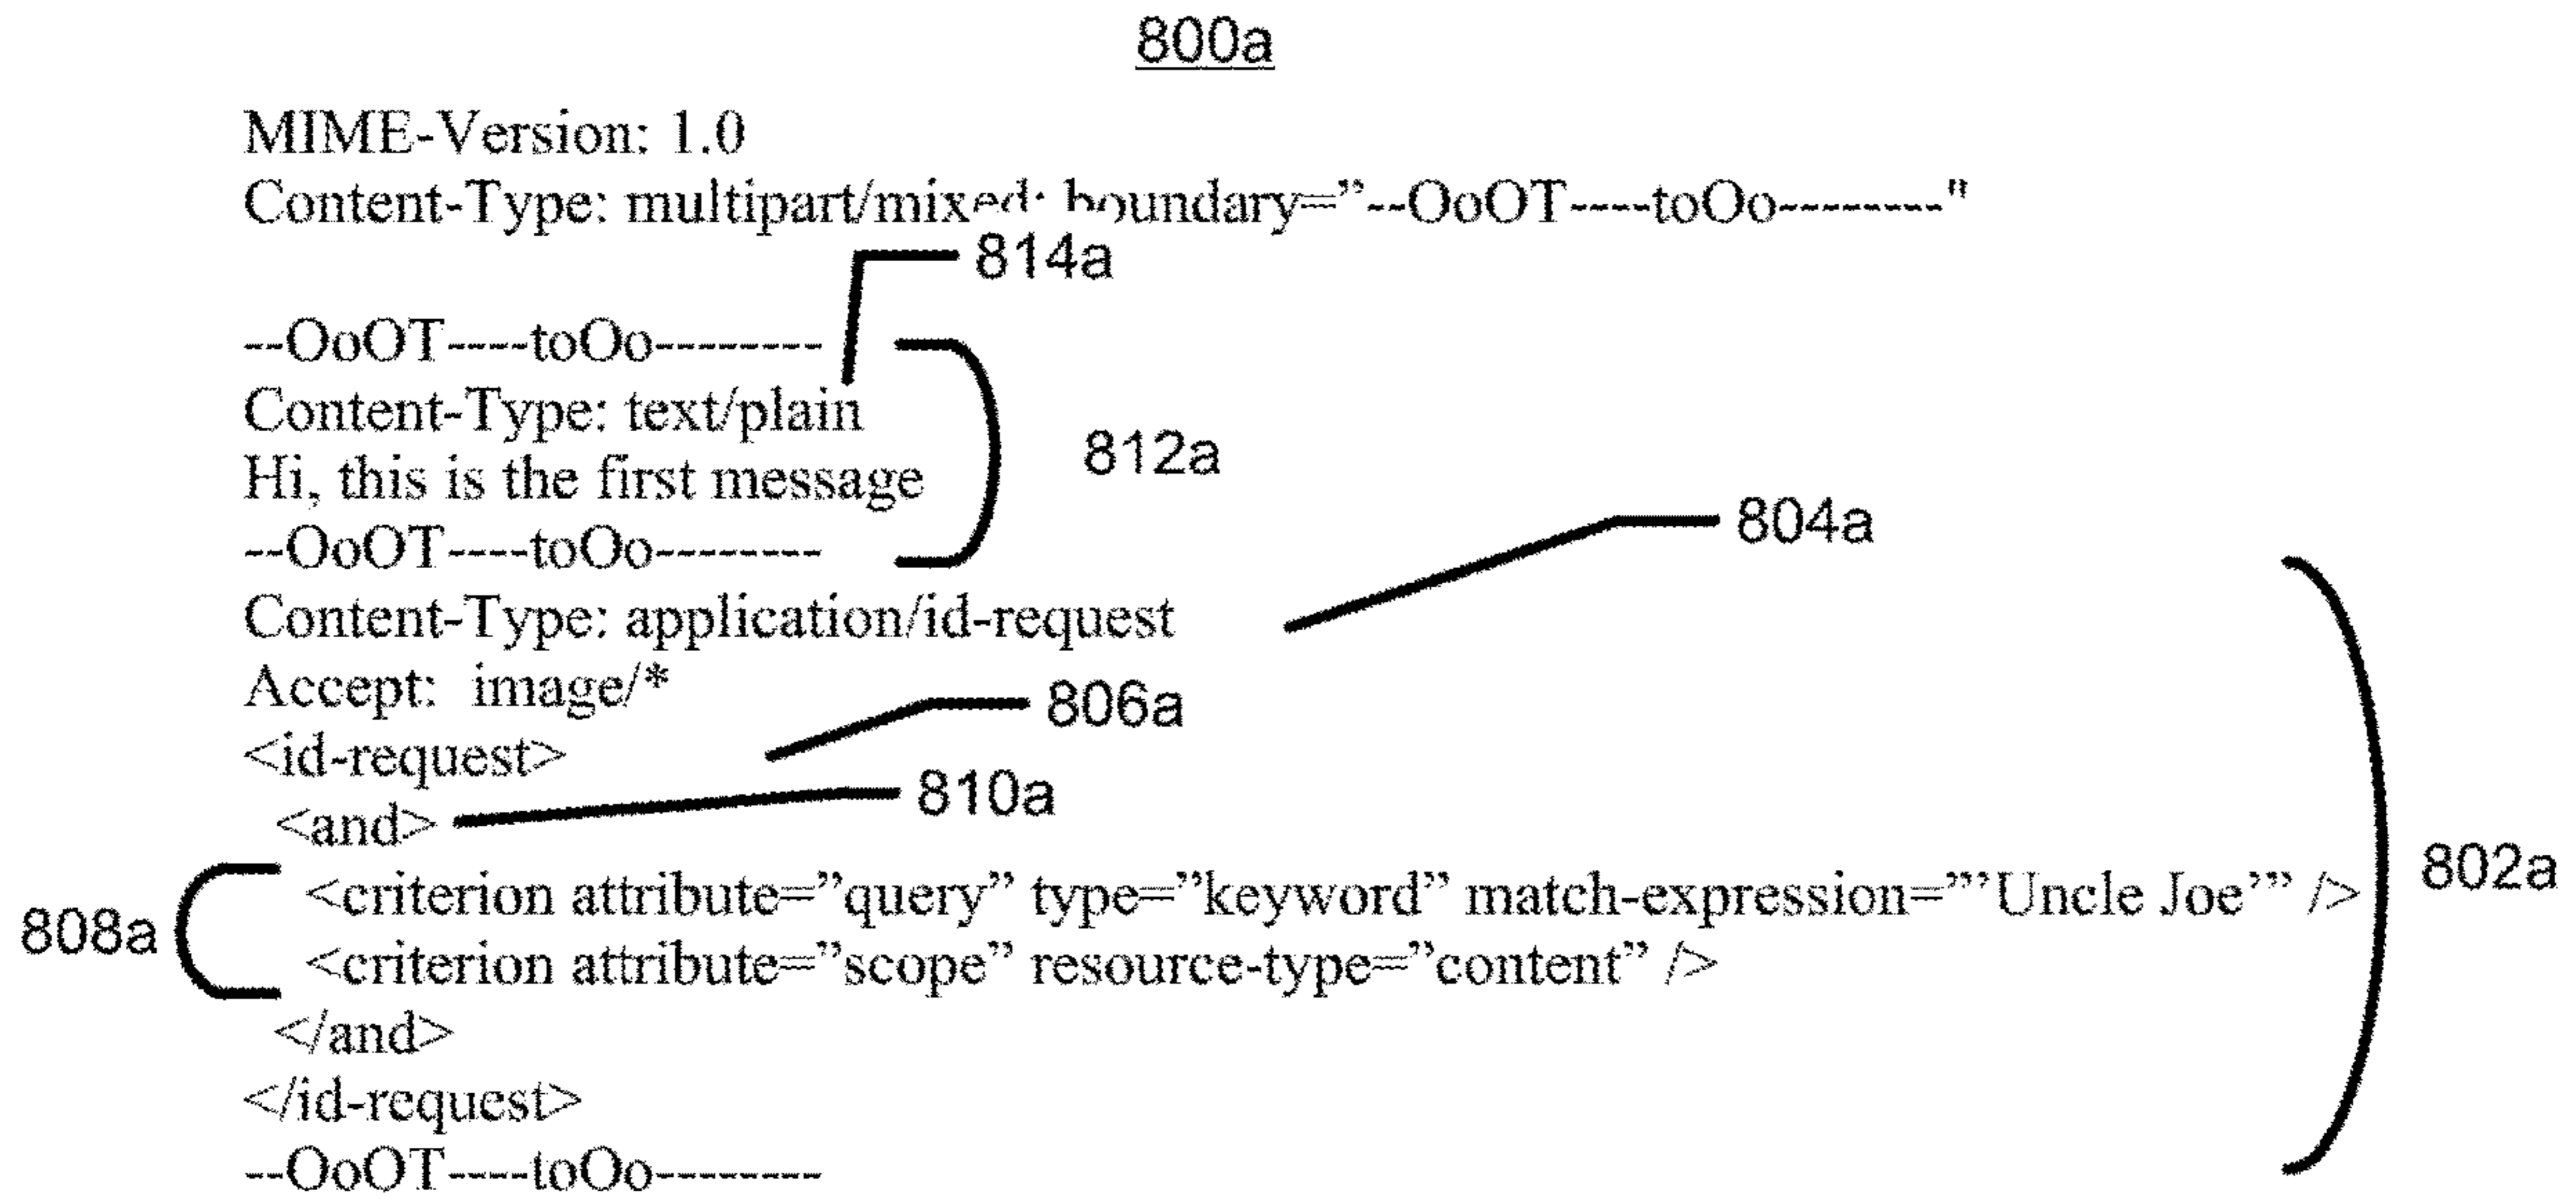 800a
MIME-Version: 1.0
Content-Type: multipart/mixed; boundary=”--OoOT----toOo--------"
814a
--OoOT----toOo--------
Content-Type: text/plain
812a
Hi, this is the first message
--OoOT----toOo--------
804a
Content-Type: application/id-request
Accept:  image/*
806a
<id-request>
<and>
810a
<criterion attribute=”query” type=”keyword” match-expression=”’Uncle Joe’” />
802a
808a
<criterion attribute=”scope” resource-type=”content” />
</and>
</id-request>
--OoOT----toOo--------